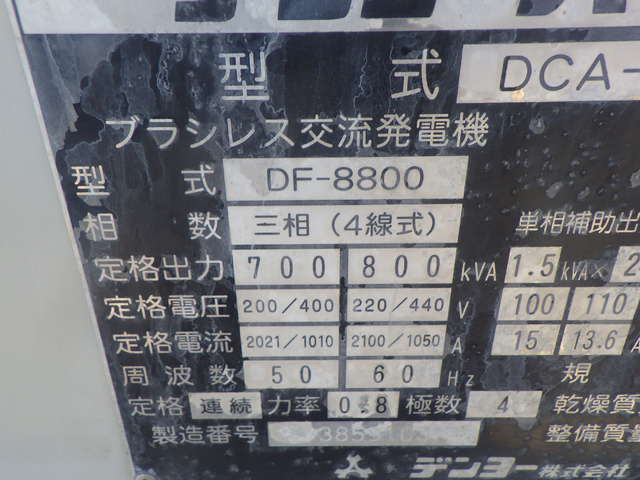 型 式 DCA-
ブラシレス交流発電機
型 式 DF-8800
相 数 三相 (4線式) 単相補助出
定格出力 700 800 kVA 1.5 kVA× 2
定格電圧 200/400 220/440 V 100 110
定格電流 2021/1010 2100/1050 A 15 13.6 A
周波数 50 60 Hz 規
定格 連続 力率 0.8 極数 4 乾燥質
製造番号 整備質量
デンヨー株式会社